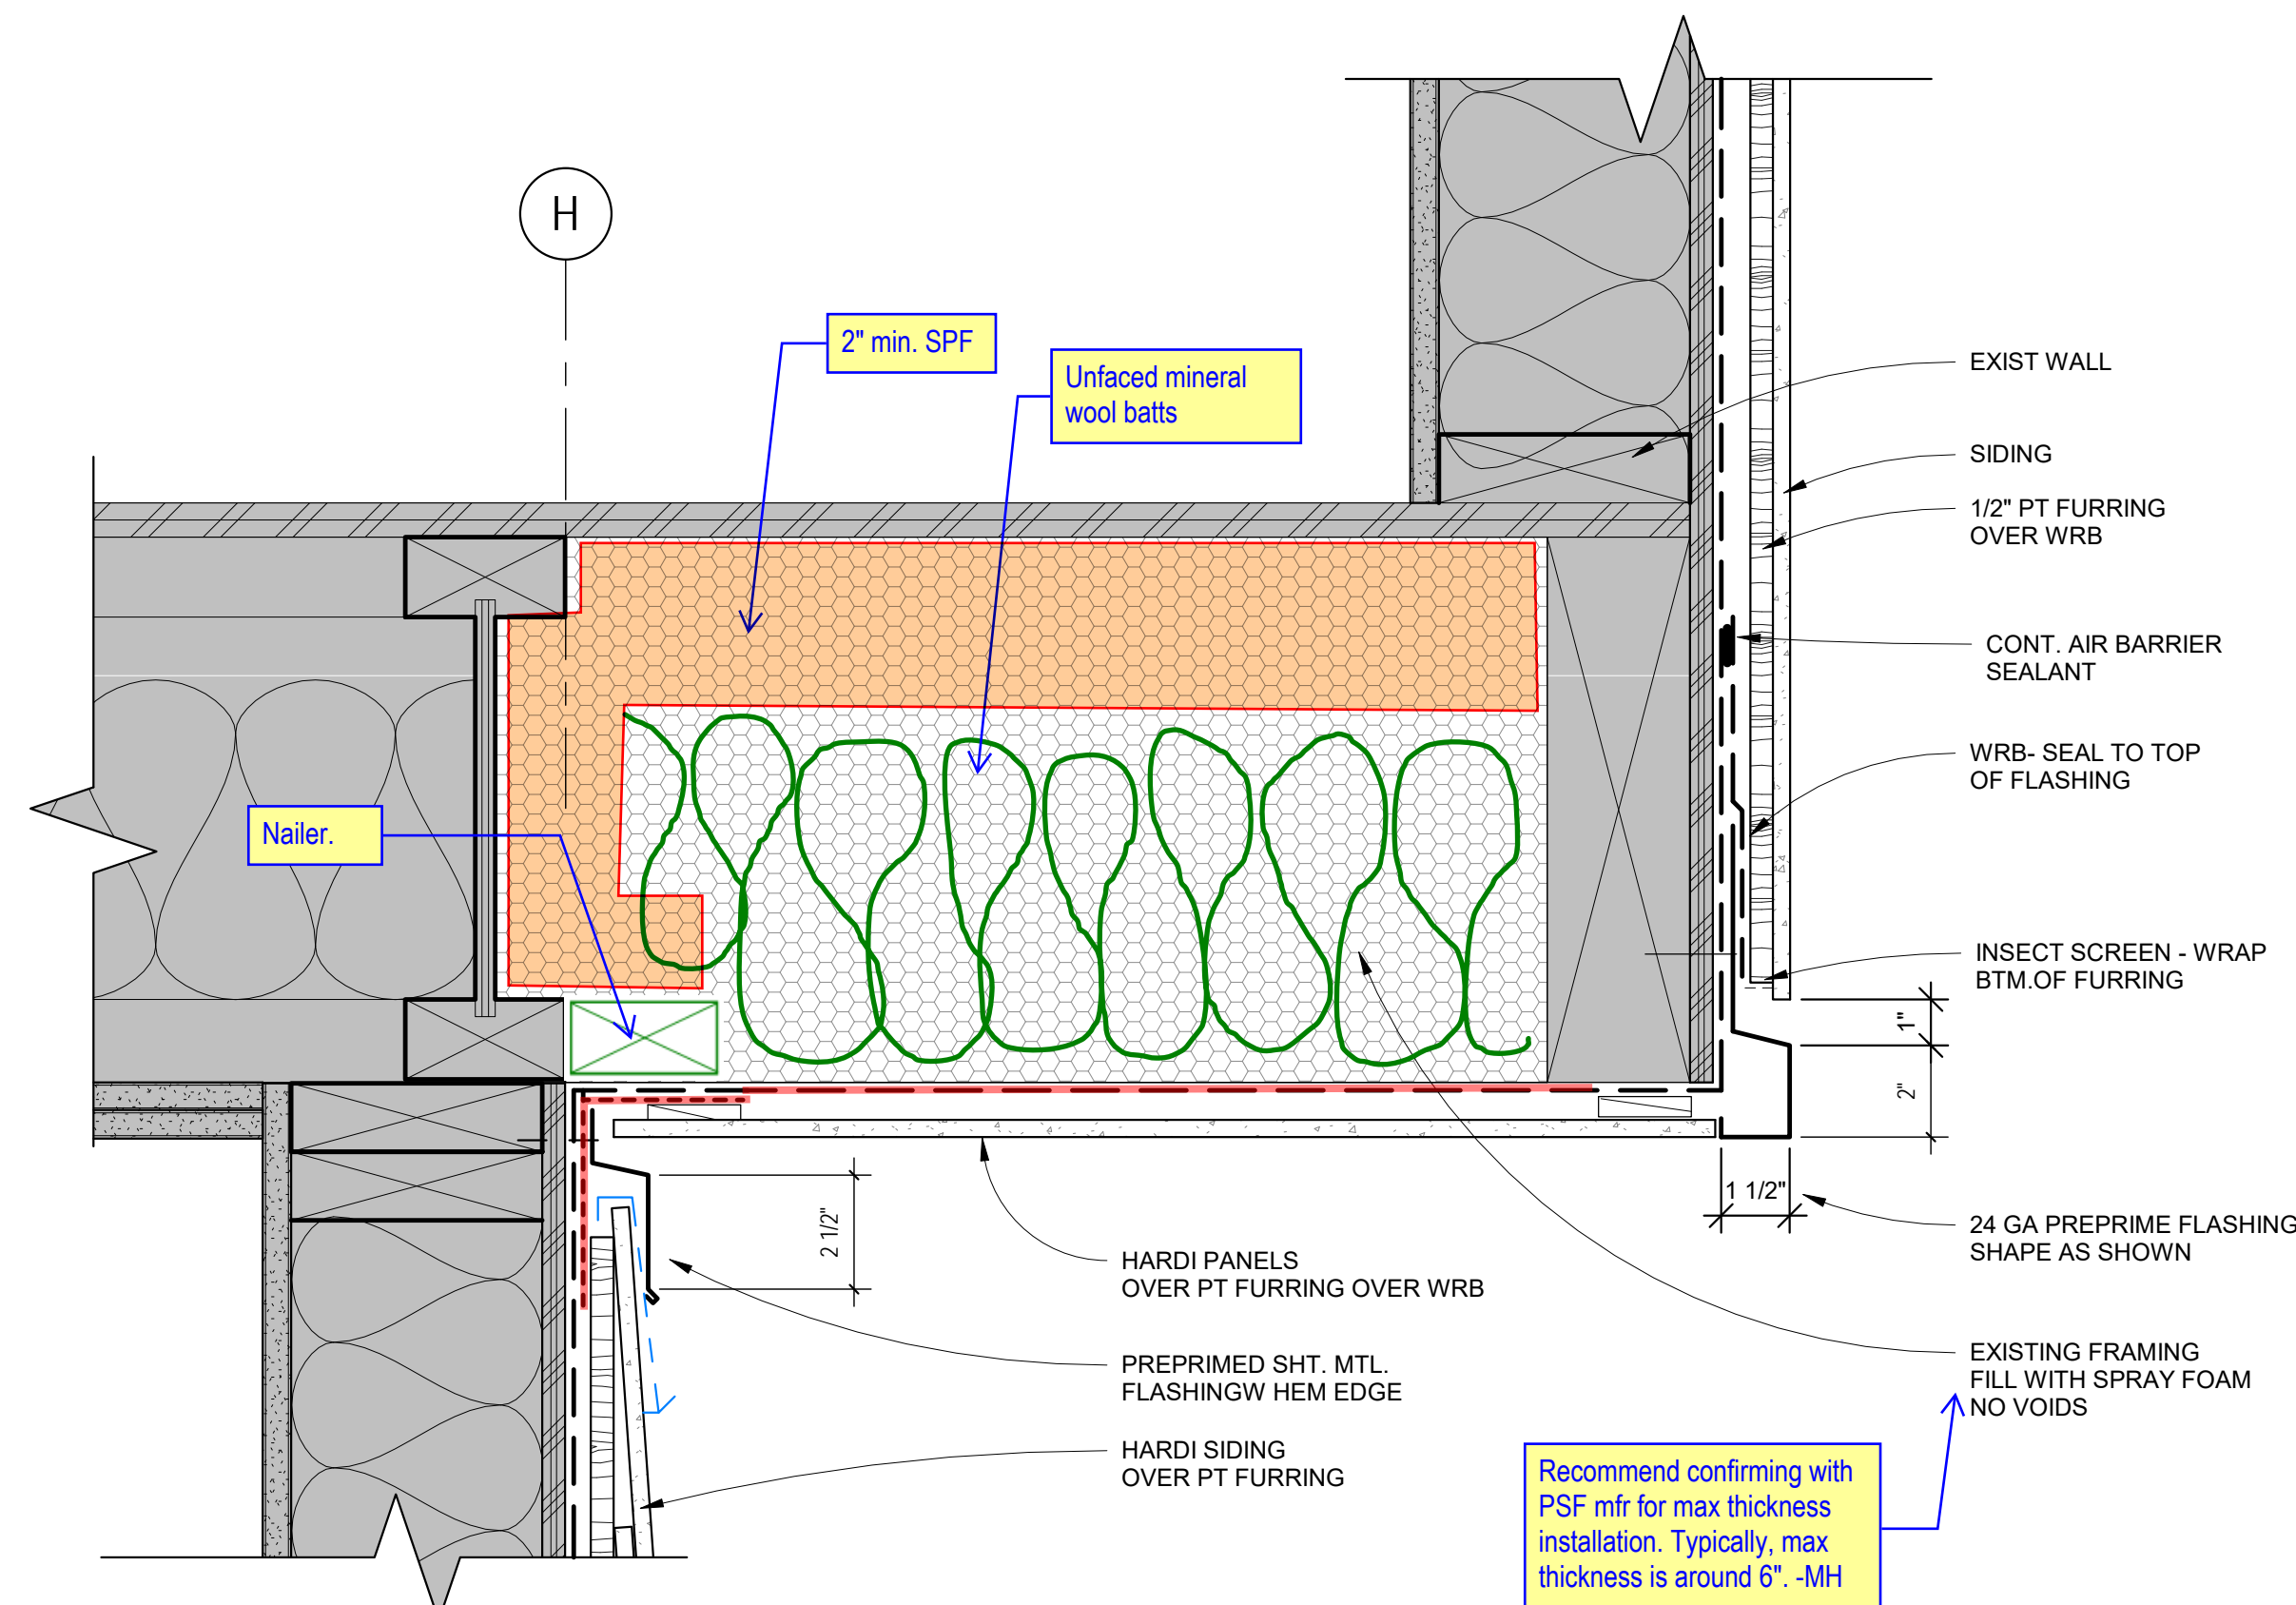 H
2" min. SPF
Unfaced mineral
wool batts
Nailer.
EXIST WALL
SIDING
1/2" PT FURRING
OVER WRB
CONT. AIR BARRIER
SEALANT
WRB- SEAL TO TOP
OF FLASHING
INSECT SCREEN - WRAP
BTM.OF FURRING
1"
2"
1 1/2"
24 GA PREPRIME FLASHING
SHAPE AS SHOWN
2 1/2"
HARDI PANELS
OVER PT FURRING OVER WRB
PREPRIMED SHT. MTL.
FLASHINGW HEM EDGE
HARDI SIDING
OVER PT FURRING
EXISTING FRAMING
FILL WITH SPRAY FOAM
NO VOIDS
Recommend confirming with
PSF mfr for max thickness
installation. Typically, max
thickness is around 6". -MH